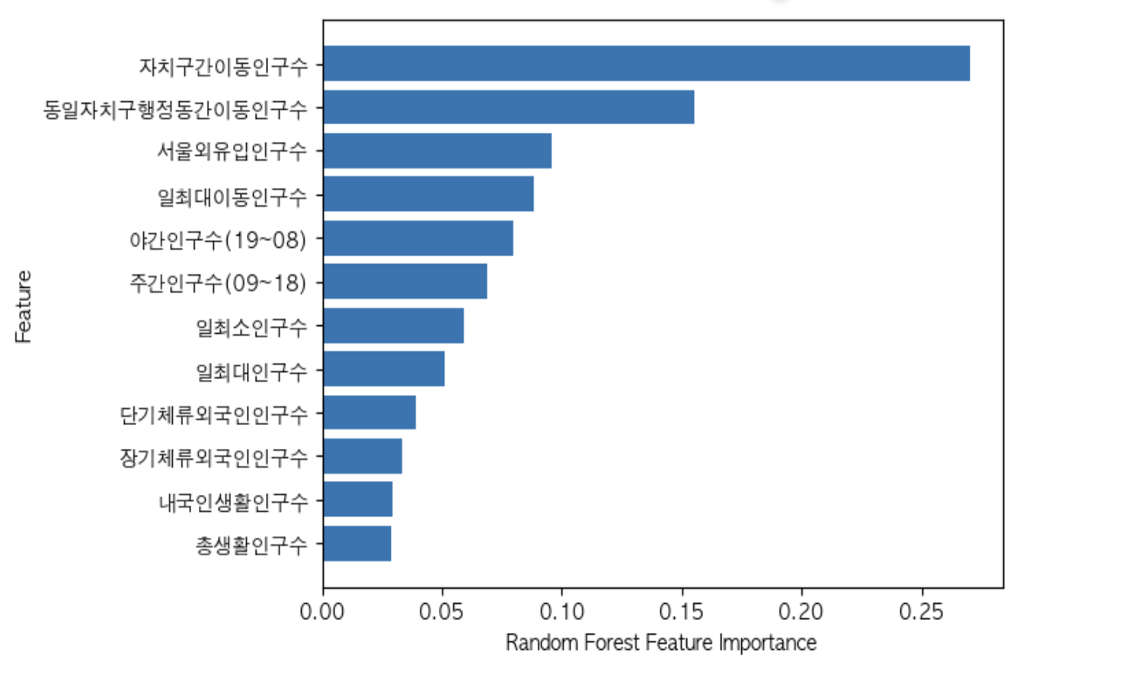 자치구간이동인구수
동일자치구행정동간이동인구수
서울외유입인구수
일최대이동인구수
야간인구수(19~08)
주간인구수(09~18)
일최소인구수
일최대인구수
단기체류외국인인구수
장기체류외국인인구수
내국인생활인구수
총생활인구수
Feature
0.00 0.05 0.10 0.15 0.20 0.25
Random Forest Feature Importance